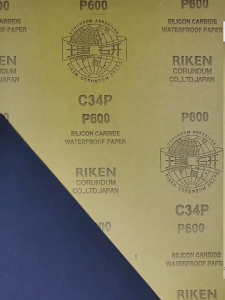 P600
SILICON CARBIDE
WATERPROOF PAPER
RIKEN
CORUNDUM
CO.,LTD.JAPAN
C34P
P600
SILICON CARBIDE
WATERPROOF PAPER
RIKEN
CORUNDUM
CO.,LTD.JAPAN
P600
P600
C34P
P600
SILICON CARBIDE
WATERPROOF PAPER
RIKEN